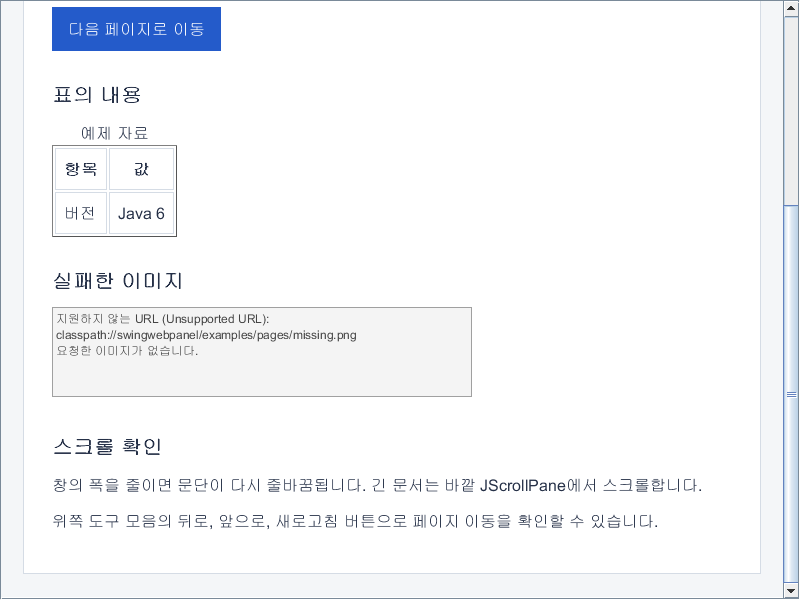 다음 페이지로 이동
표의 내용
예제 자료
항목 값
버전 Java 6
실패한 이미지
지원하지 않는 URL (Unsupported URL):
classpath://swingwebpanel/examples/pages/missing.png
요청한 이미지가 없습니다.
스크롤 확인
창의 폭을 줄이면 문단이 다시 줄바꿈됩니다. 긴 문서는 바깥 JScrollPane에서 스크롤합니다.
위쪽 도구 모음의 뒤로, 앞으로, 새로고침 버튼으로 페이지 이동을 확인할 수 있습니다.